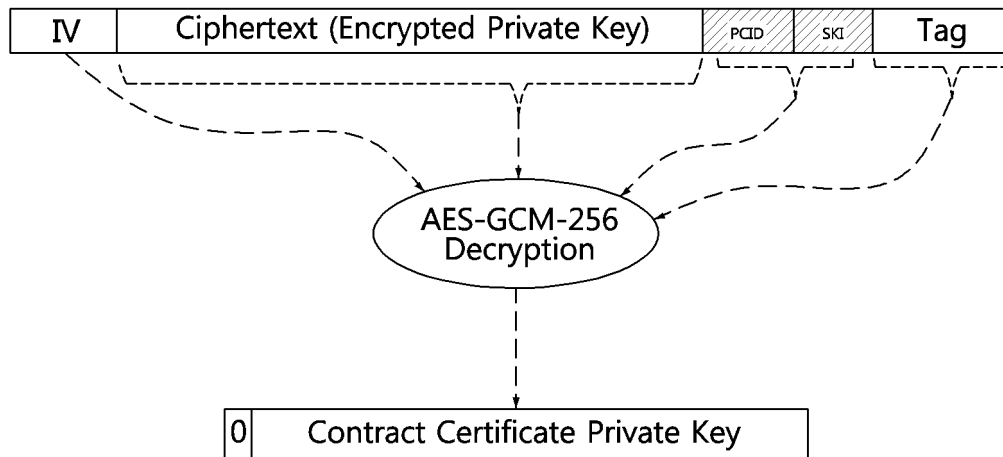 IV Ciphertext (Encrypted Private Key) PCID SKI Tag
AES-GCM-256
Decryption
0 Contract Certificate Private Key